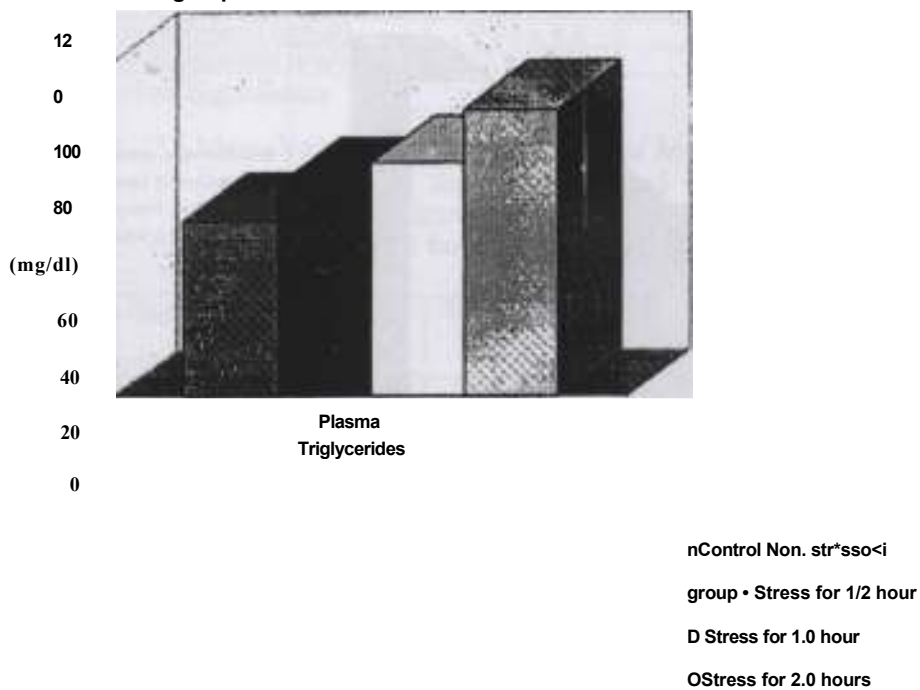 12
0
100
80
(mg/dl)
60
40
20
0
Plasma
Triglycerides
nControl Non. str*sso<i
group • Stress for 1/2 hour
D Stress for 1.0 hour
OStress for 2.0 hours